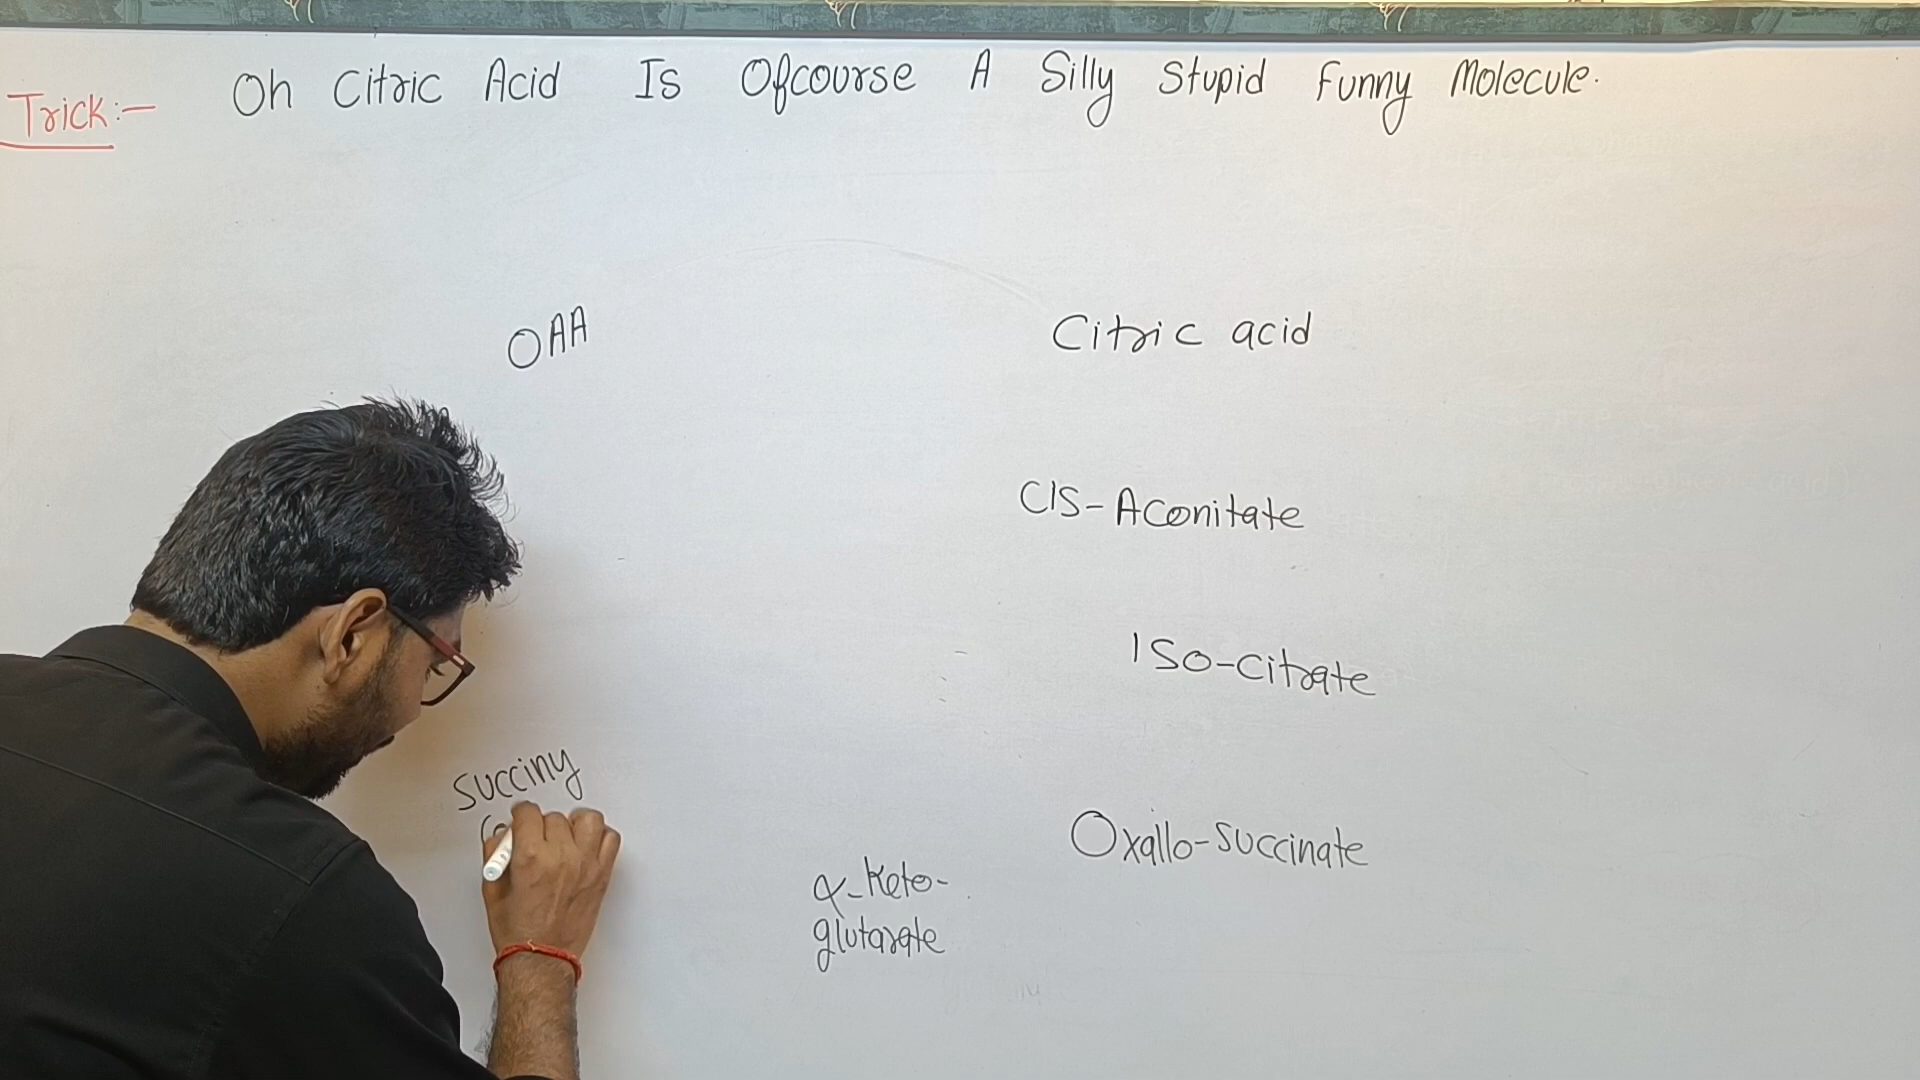 Trick:- Oh Citric Acid Is Ofcourse A Silly Stupid Funny Molecule.
OAA
Citric acid
CIS-Aconitate
Iso-citrate
Oxallo-succinate
α-Keto-
glutarate
succiny